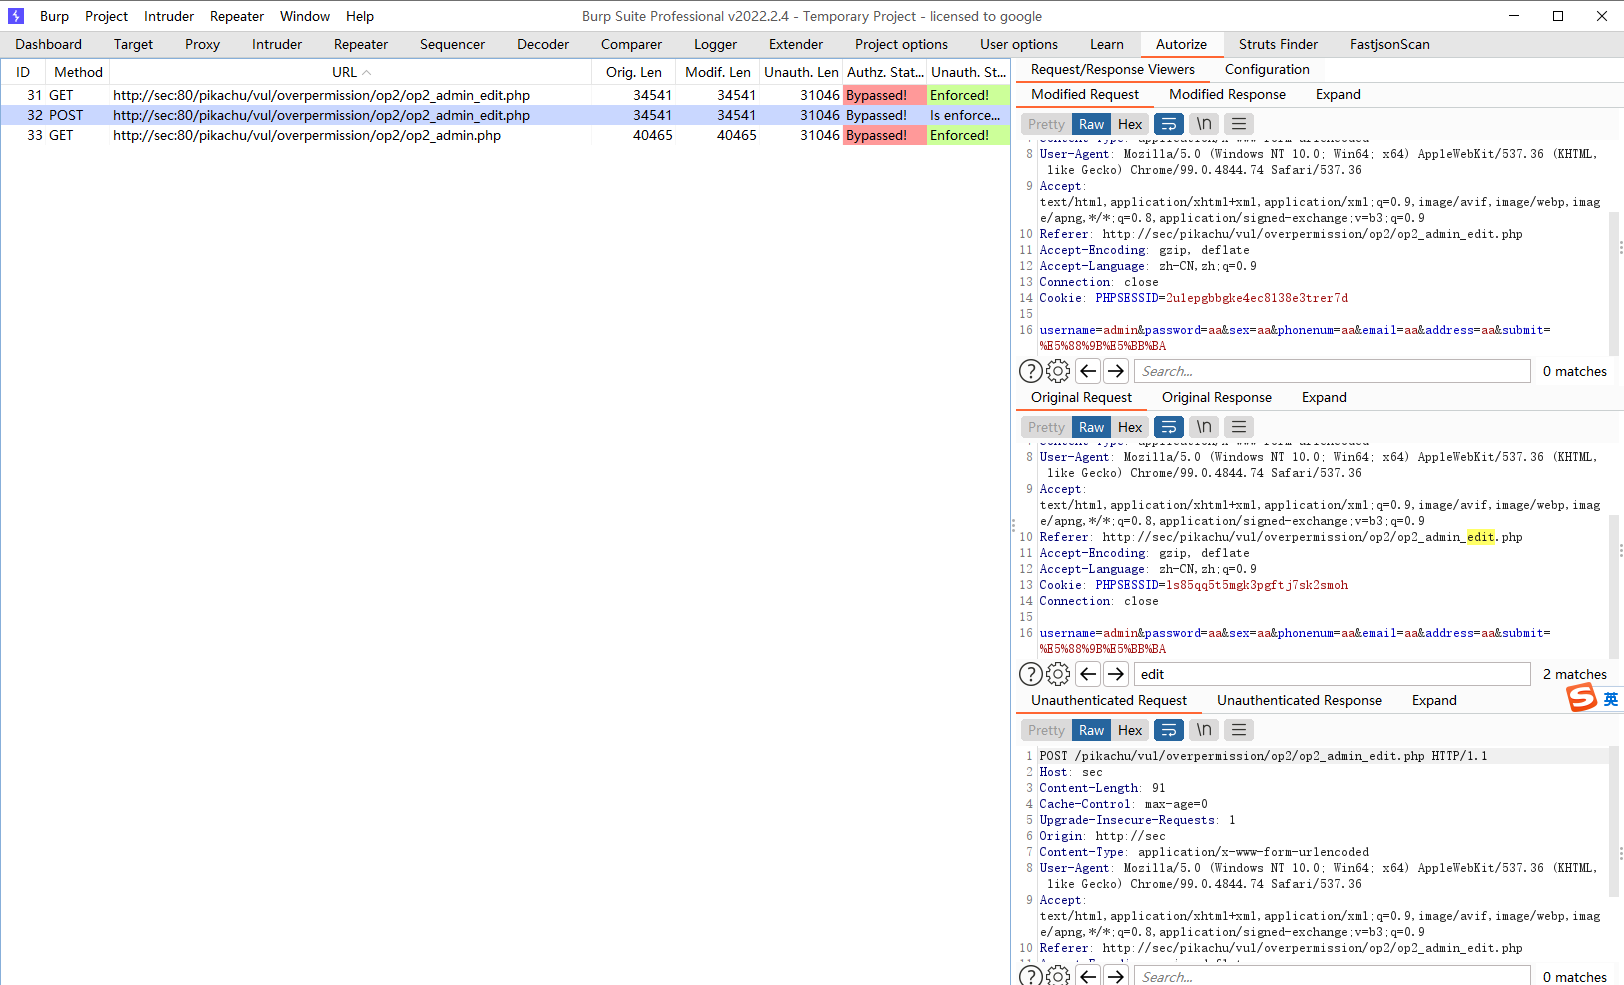 Burp Project Intruder Repeater Window Help Burp Suite Professional v2022.2.4 - Temporary Project - licensed to google
Dashboard Target Proxy Intruder Repeater Sequencer Decoder Comparer Logger Extender Project options User options Learn Autorize Struts Finder FastjsonScan
ID Method URL Orig. Len Modif. Len Unauth. Len Authz. Stat... Unauth. St...
31 GET http://sec:80/pikachu/vul/overpermission/op2/op2_admin_edit.php 34541 34541 31046 Bypassed! Enforced!
32 POST http://sec:80/pikachu/vul/overpermission/op2/op2_admin_edit.php 34541 34541 31046 Bypassed! Is enforce...
33 GET http://sec:80/pikachu/vul/overpermission/op2/op2_admin.php 40465 40465 31046 Bypassed! Enforced!
Request/Response Viewers Configuration
Modified Request Modified Response Expand
Pretty Raw Hex \n
7 Content-Type: application/x-www-form-urlencoded
8 User-Agent: Mozilla/5.0 (Windows NT 10.0; Win64; x64) AppleWebKit/537.36 (KHTML,
like Gecko) Chrome/99.0.4844.74 Safari/537.36
9 Accept:
text/html,application/xhtml+xml,application/xml;q=0.9,image/avif,image/webp,imag
e/apng,*/*;q=0.8,application/signed-exchange;v=b3;q=0.9
10 Referer: http://sec/pikachu/vul/overpermission/op2/op2_admin_edit.php
11 Accept-Encoding: gzip, deflate
12 Accept-Language: zh-CN,zh;q=0.9
13 Connection: close
14 Cookie: PHPSESSID=2ulepgbbgke4ec8138e3trer7d
15
16 username=admin&password=aa&sex=aa&phonenum=aa&email=aa&address=aa&submit=
%E5%88%9B%E5%BB%BA
? Search... 0 matches
Original Request Original Response Expand
Pretty Raw Hex \n
7 Content-Type: application/x-www-form-urlencoded
8 User-Agent: Mozilla/5.0 (Windows NT 10.0; Win64; x64) AppleWebKit/537.36 (KHTML,
like Gecko) Chrome/99.0.4844.74 Safari/537.36
9 Accept:
text/html,application/xhtml+xml,application/xml;q=0.9,image/avif,image/webp,imag
e/apng,*/*;q=0.8,application/signed-exchange;v=b3;q=0.9
10 Referer: http://sec/pikachu/vul/overpermission/op2/op2_admin_edit.php
11 Accept-Encoding: gzip, deflate
12 Accept-Language: zh-CN,zh;q=0.9
13 Cookie: PHPSESSID=ls85qq5t5mgk3pgftj7sk2smoh
14 Connection: close
15
16 username=admin&password=aa&sex=aa&phonenum=aa&email=aa&address=aa&submit=
%E5%88%9B%E5%BB%BA
? edit 2 matches
S 英
Unauthenticated Request Unauthenticated Response Expand
Pretty Raw Hex \n
1 POST /pikachu/vul/overpermission/op2/op2_admin_edit.php HTTP/1.1
2 Host: sec
3 Content-Length: 91
4 Cache-Control: max-age=0
5 Upgrade-Insecure-Requests: 1
6 Origin: http://sec
7 Content-Type: application/x-www-form-urlencoded
8 User-Agent: Mozilla/5.0 (Windows NT 10.0; Win64; x64) AppleWebKit/537.36 (KHTML,
like Gecko) Chrome/99.0.4844.74 Safari/537.36
9 Accept:
text/html,application/xhtml+xml,application/xml;q=0.9,image/avif,image/webp,imag
e/apng,*/*;q=0.8,application/signed-exchange;v=b3;q=0.9
10 Referer: http://sec/pikachu/vul/overpermission/op2/op2_admin_edit.php
? Search... 0 matches